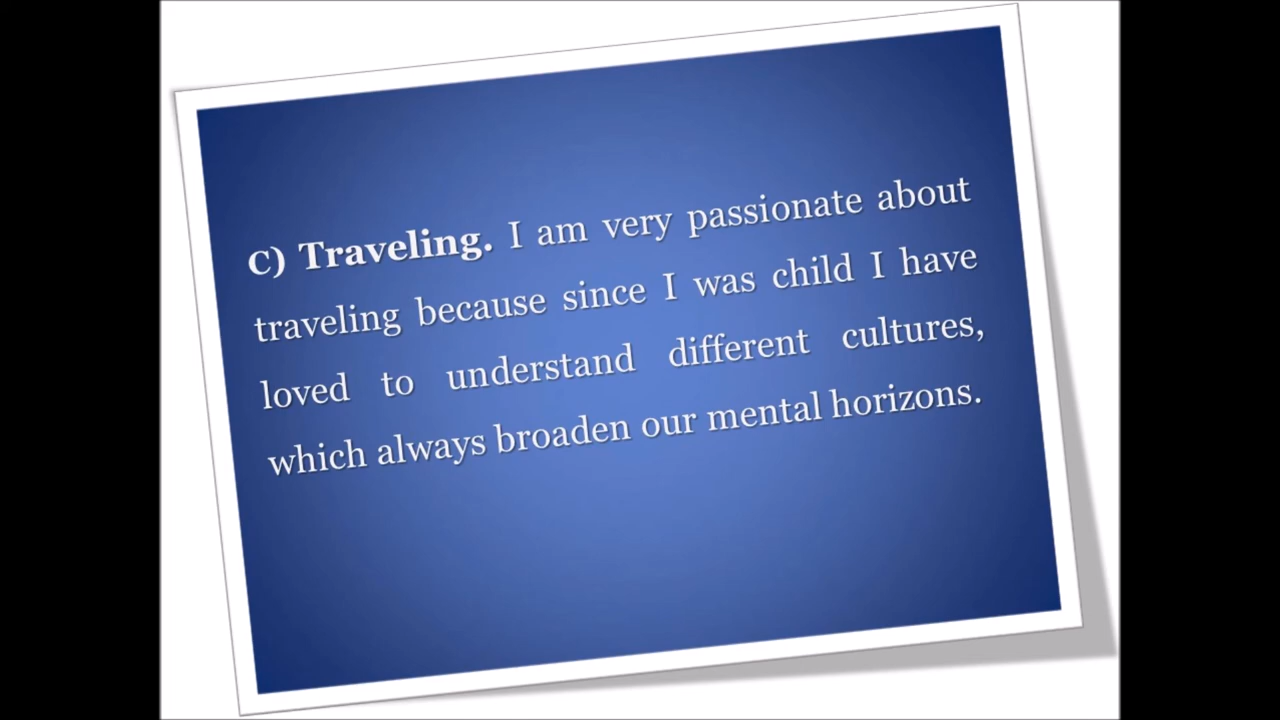 C) Traveling. I am very passionate about
traveling because since I was child I have
loved to understand different cultures,
which always broaden our mental horizons.